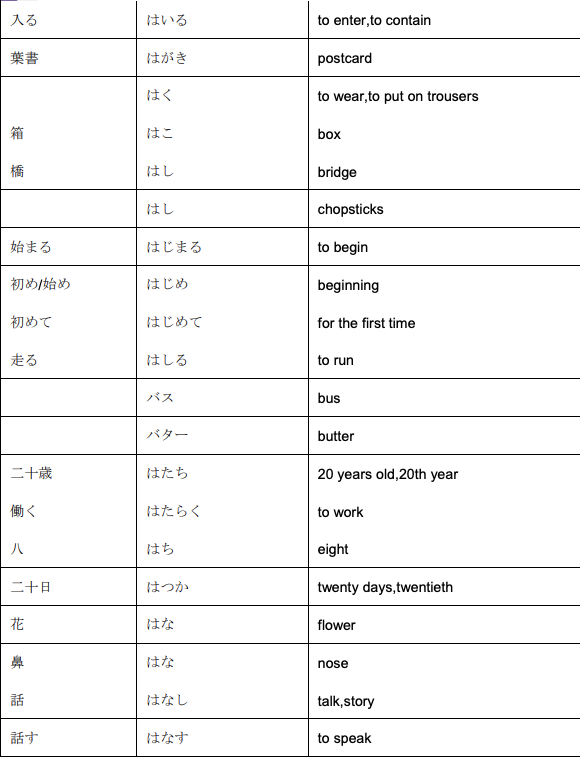 入る はいる to enter,to contain
葉書 はがき postcard
はく to wear,to put on trousers
箱 はこ box
橋 はし bridge
はし chopsticks
始まる はじまる to begin
初め/始め はじめ beginning
初めて はじめて for the first time
走る はしる to run
バス bus
バター butter
二十歳 はたち 20 years old,20th year
働く はたらく to work
八 はち eight
二十日 はつか twenty days,twentieth
花 はな flower
鼻 はな nose
話 はなし talk,story
話す はなす to speak